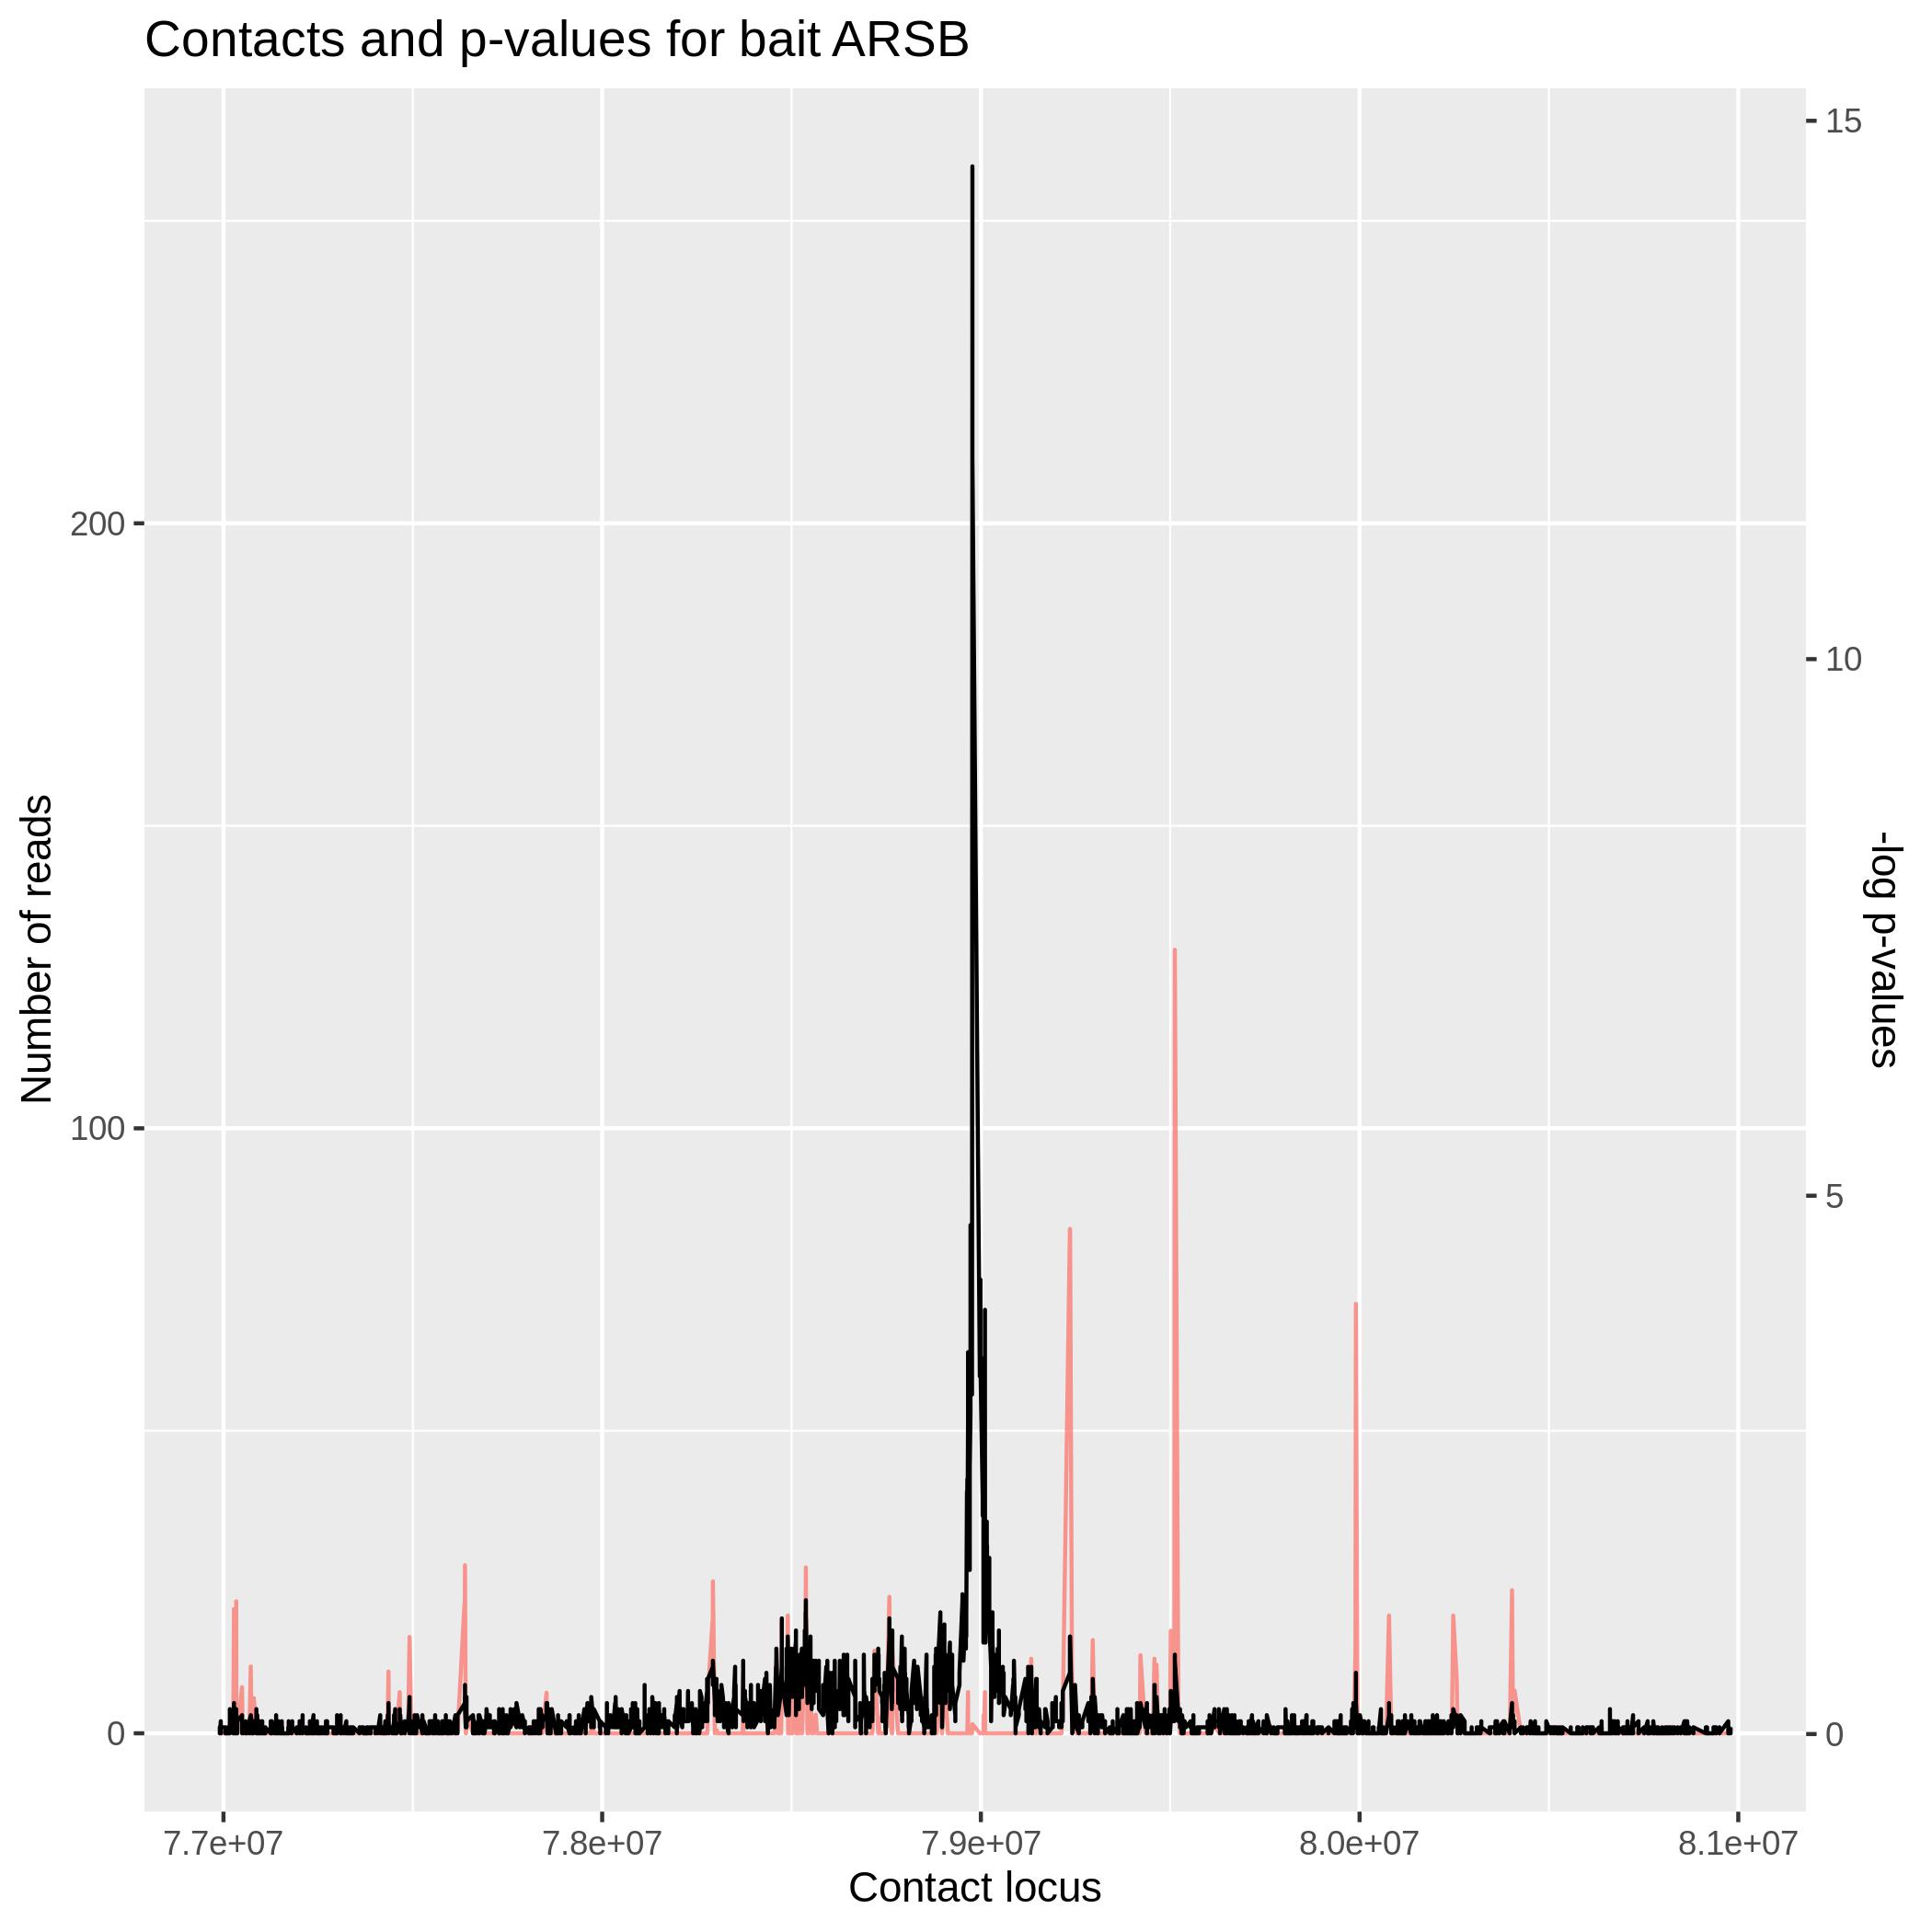 Contacts and p-values for bait ARSB
15
200
10
Number of reads
-log p-values
100
5
0
0
7.7e+07
7.8e+07
7.9e+07
8.0e+07
8.1e+07
Contact locus